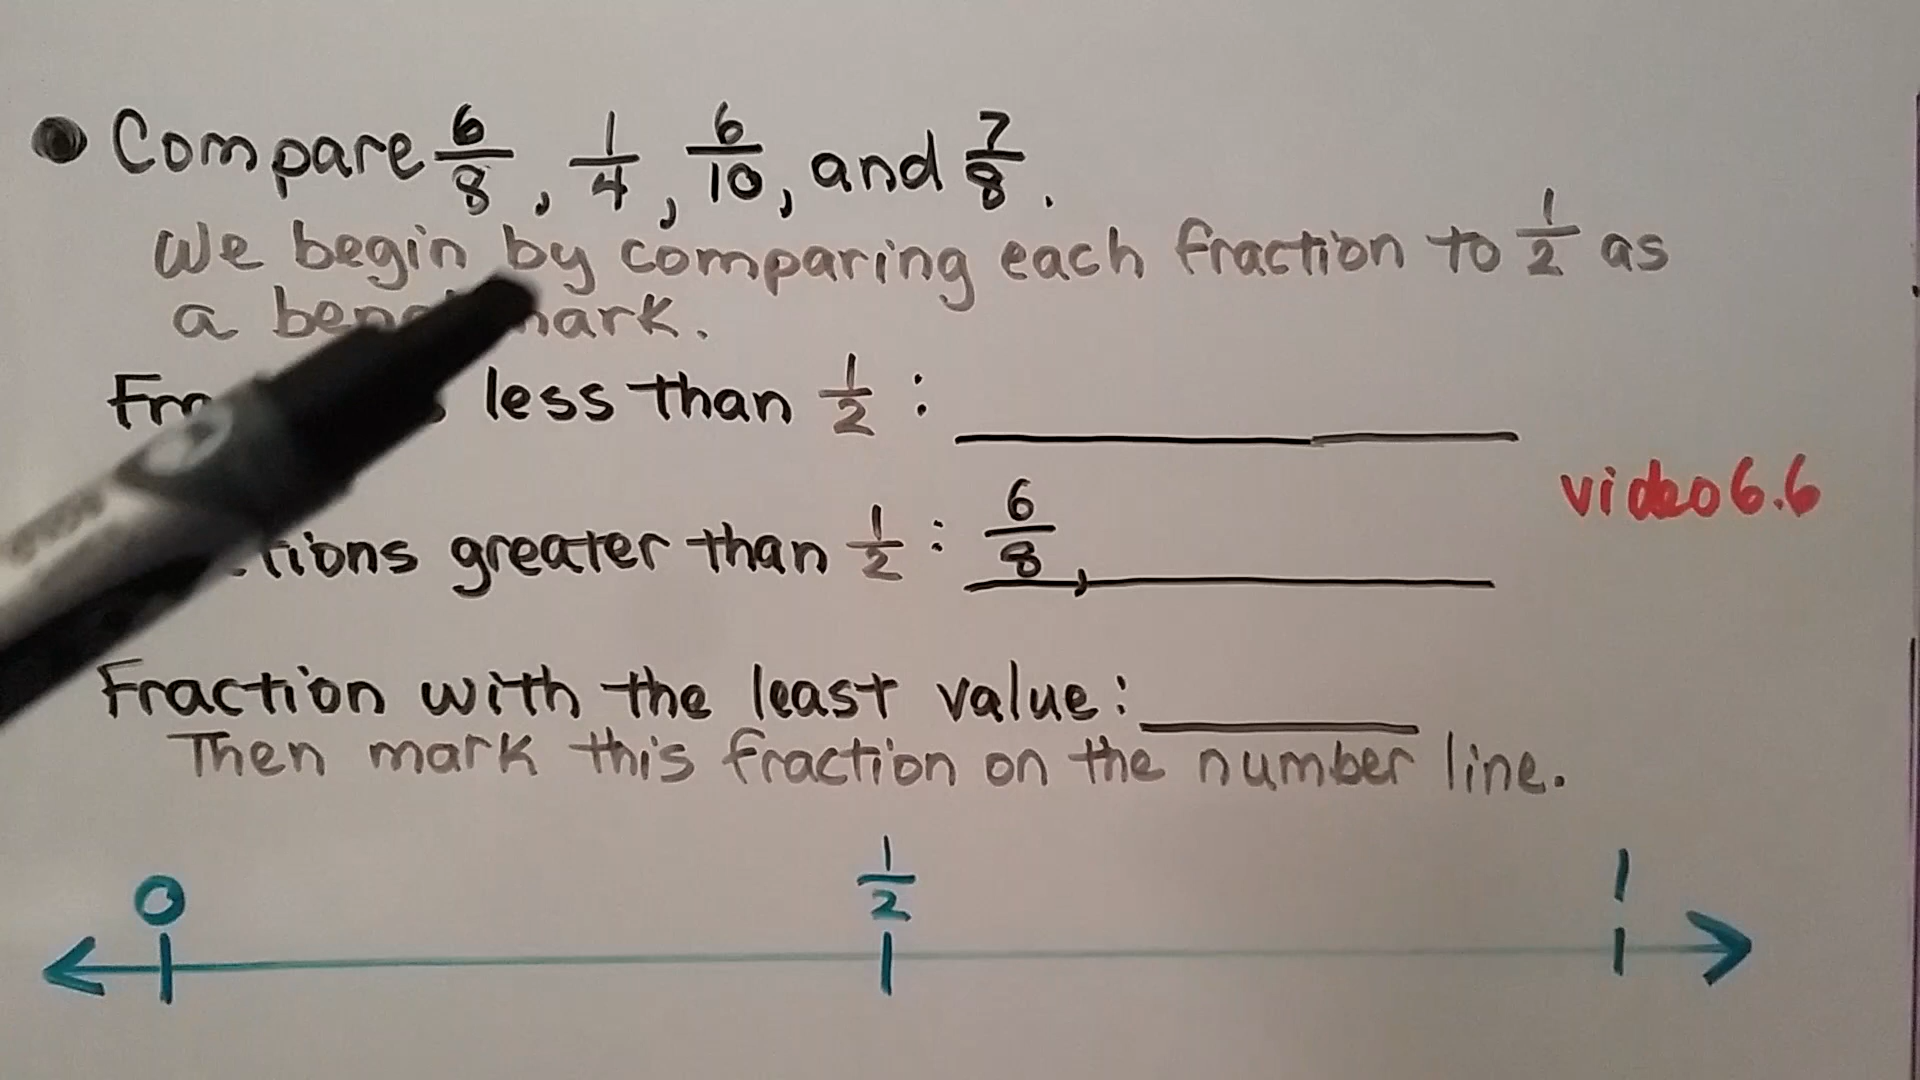 Compare 6/8, 1/4, 6/10, and 7/8.
We begin by comparing each fraction to 1/2 as
a mark.
less than 1/2:
greater than 1/2: 6/8,
video 6.6
Fraction with the least value:
Then mark this fraction on the number line.
0 1/2 1